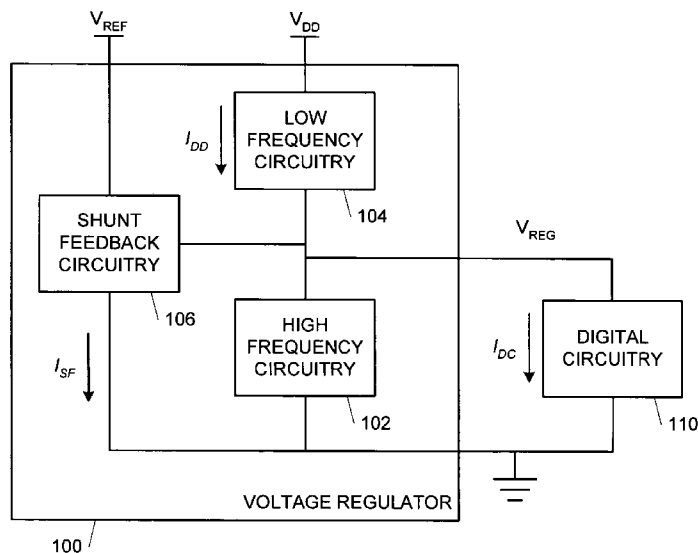 VREF
VDD
LOW
FREQUENCY
CIRCUITRY
IDD
104
SHUNT
FEEDBACK
CIRCUITRY
106
VREG
HIGH
FREQUENCY
CIRCUITRY
102
ISF
IDC
DIGITAL
CIRCUITRY
110
VOLTAGE REGULATOR
100